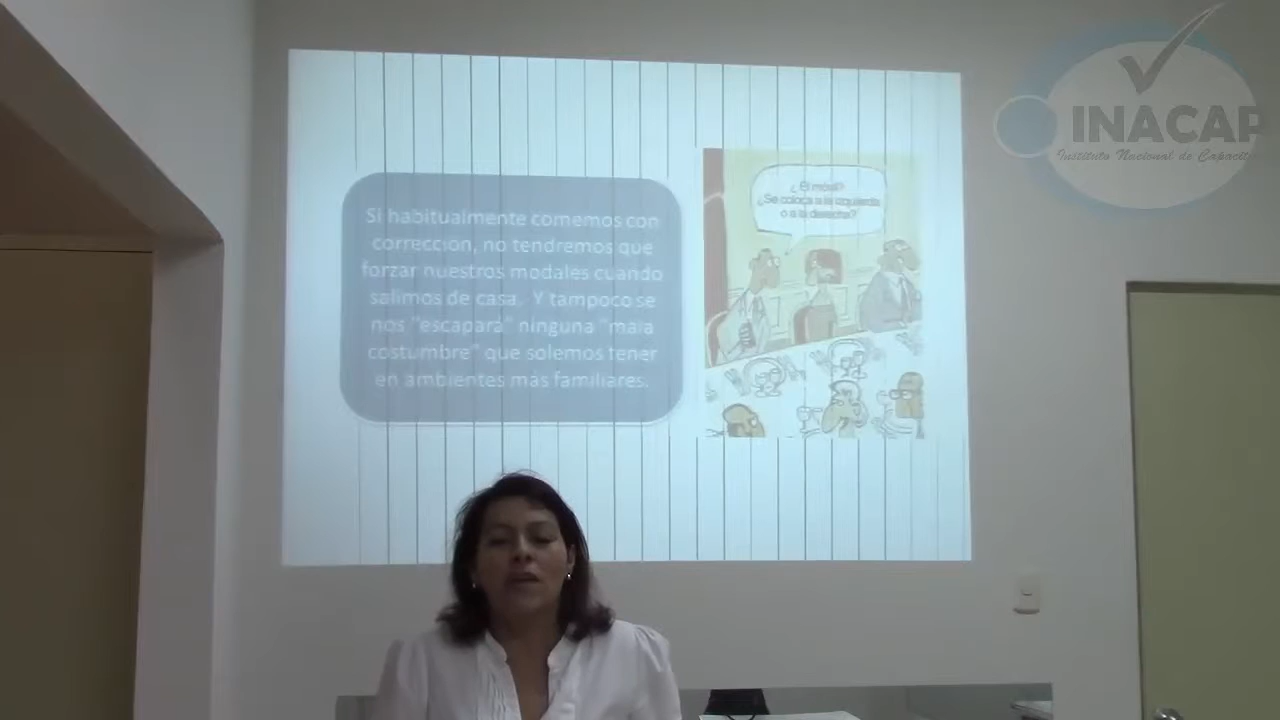 INACAP
Instituto Nacional de Capacit
Si habitualmente comemos con
corrección, no tendremos que
forzar nuestros modales cuando
salimos de casa. Y tampoco se
nos "escapará" ninguna "mala
costumbre" que solemos tener
en ambientes más familiares.
¿El móvil?
¿Se coloca a la izquierda
o a la derecha?